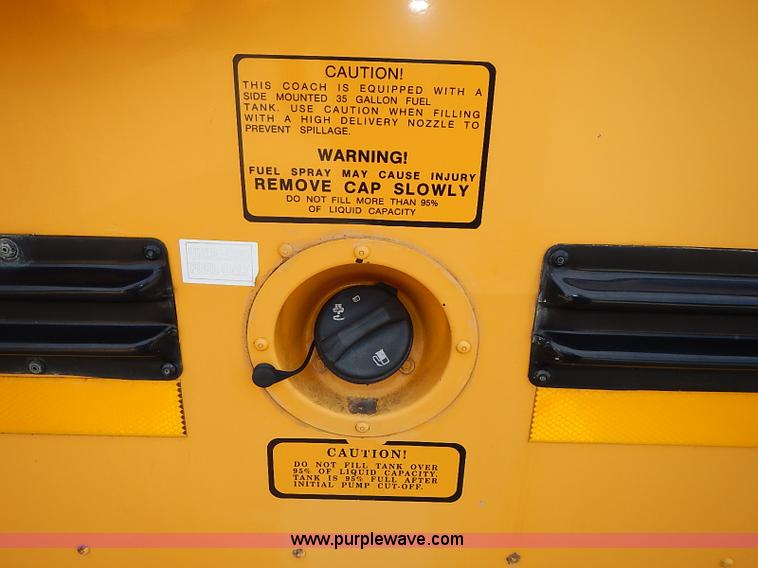 CAUTION!
THIS COACH IS EQUIPPED WITH A
SIDE MOUNTED 35 GALLON FUEL
TANK. USE CAUTION WHEN FILLING
WITH A HIGH DELIVERY NOZZLE TO
PREVENT SPILLAGE.
WARNING!
FUEL SPRAY MAY CAUSE INJURY
REMOVE CAP SLOWLY
DO NOT FILL MORE THAN 95%
OF LIQUID CAPACITY
CAUTION!
DO NOT FILL TANK OVER
95% OF LIQUID CAPACITY.
TANK IS 95% FULL AFTER
INITIAL PUMP CUT-OFF.
www.purplewave.com